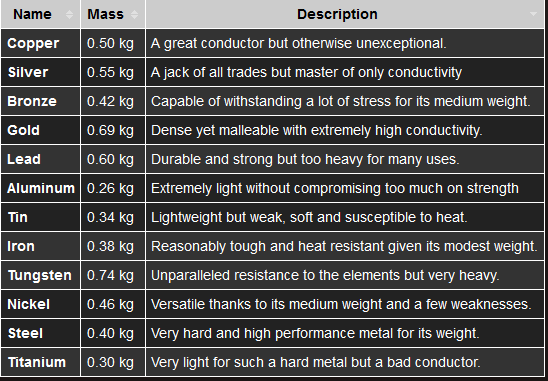 Name Mass Description
Copper 0.50 kg A great conductor but otherwise unexceptional.
Silver 0.55 kg A jack of all trades but master of only conductivity
Bronze 0.42 kg Capable of withstanding a lot of stress for its medium weight.
Gold 0.69 kg Dense yet malleable with extremely high conductivity.
Lead 0.60 kg Durable and strong but too heavy for many uses.
Aluminum 0.26 kg Extremely light without compromising too much on strength
Tin 0.34 kg Lightweight but weak, soft and susceptible to heat.
Iron 0.38 kg Reasonably tough and heat resistant given its modest weight.
Tungsten 0.74 kg Unparalleled resistance to the elements but very heavy.
Nickel 0.46 kg Versatile thanks to its medium weight and a few weaknesses.
Steel 0.40 kg Very hard and high performance metal for its weight.
Titanium 0.30 kg Very light for such a hard metal but a bad conductor.